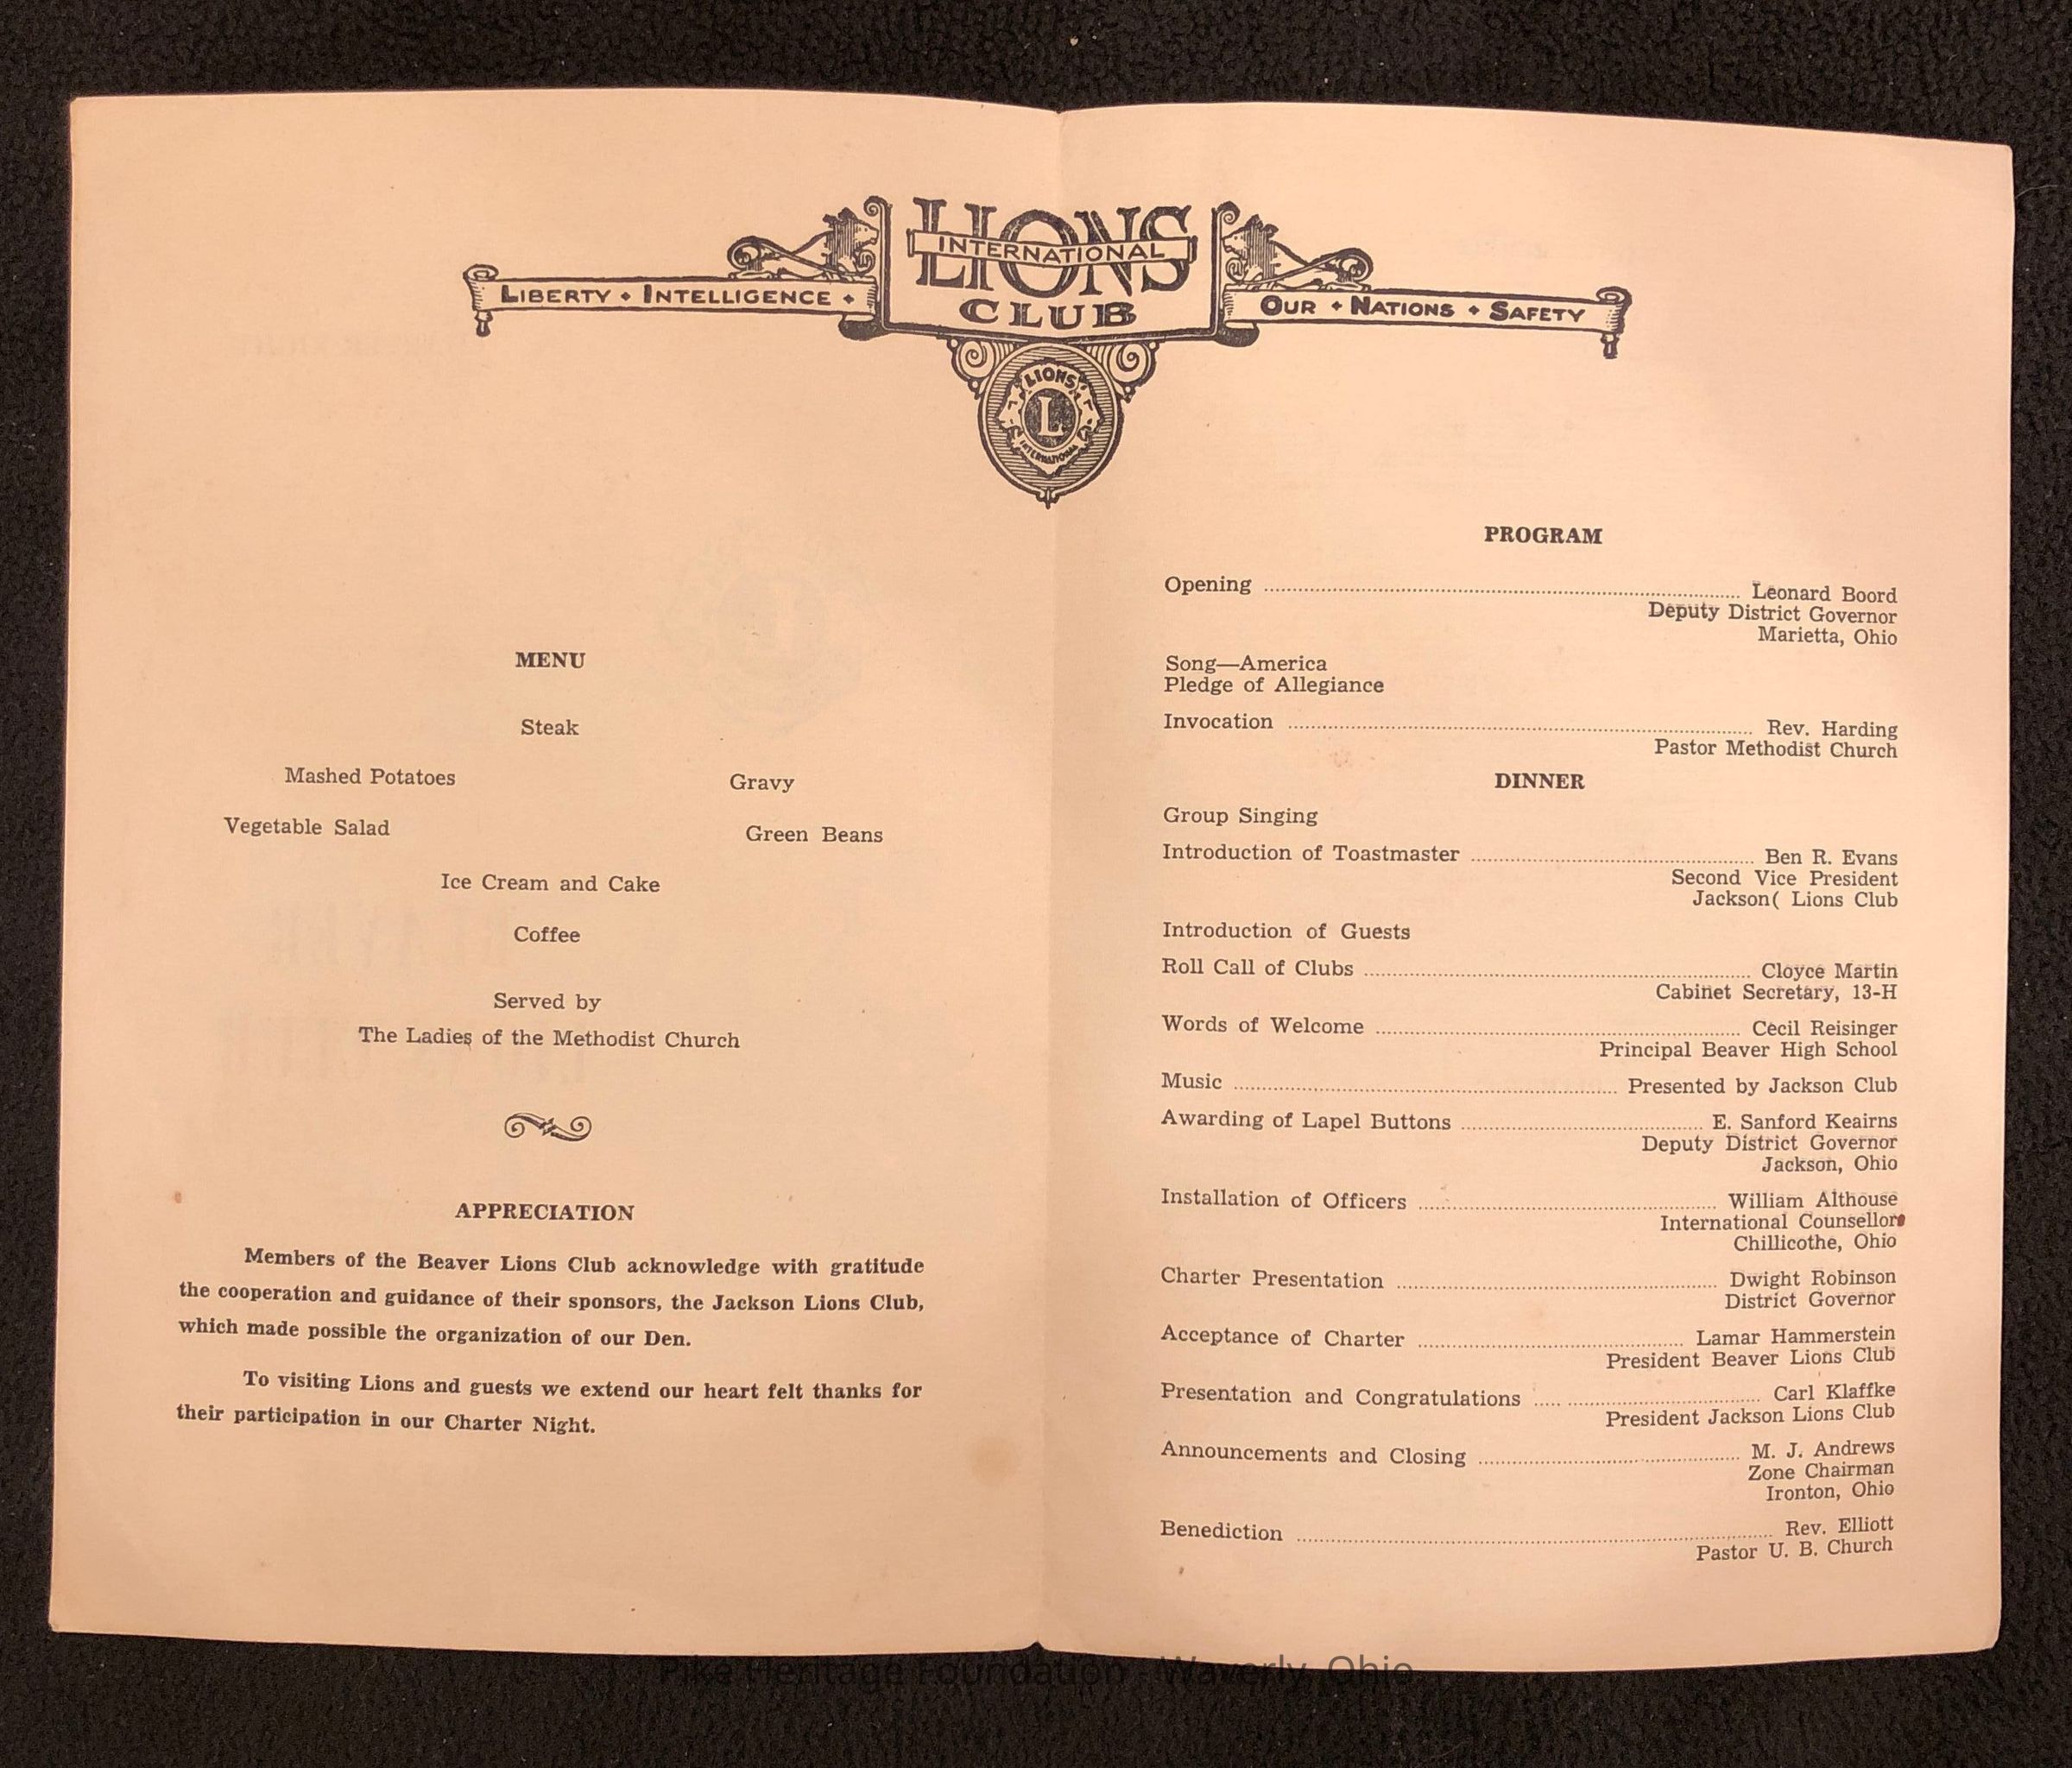 LIONS
INTERNATIONAL
CLUB
LIBERTY • INTELLIGENCE •
OUR • NATIONS • SAFETY
LIONS
L
INTERNATIONAL
MENU
Steak
Mashed Potatoes Gravy
Vegetable Salad Green Beans
Ice Cream and Cake
Coffee
Served by
The Ladies of the Methodist Church
APPRECIATION
Members of the Beaver Lions Club acknowledge with gratitude
the cooperation and guidance of their sponsors, the Jackson Lions Club,
which made possible the organization of our Den.
To visiting Lions and guests we extend our heart felt thanks for
their participation in our Charter Night.
PROGRAM
Opening ........ Leonard Boord
Deputy District Governor
Marietta, Ohio
Song—America
Pledge of Allegiance
Invocation ........ Rev. Harding
Pastor Methodist Church
DINNER
Group Singing
Introduction of Toastmaster ........ Ben R. Evans
Second Vice President
Jackson( Lions Club
Introduction of Guests
Roll Call of Clubs ........ Cloyce Martin
Cabinet Secretary, 13-H
Words of Welcome ........ Cecil Reisinger
Principal Beaver High School
Music ........ Presented by Jackson Club
Awarding of Lapel Buttons ........ E. Sanford Keairns
Deputy District Governor
Jackson, Ohio
Installation of Officers ........ William Althouse
International Counsellor
Chillicothe, Ohio
Charter Presentation ........ Dwight Robinson
District Governor
Acceptance of Charter ........ Lamar Hammerstein
President Beaver Lions Club
Presentation and Congratulations ........ Carl Klaffke
President Jackson Lions Club
Announcements and Closing ........ M. J. Andrews
Zone Chairman
Ironton, Ohio
Benediction ........ Rev. Elliott
Pastor U. B. Church
Pike Heritage Foundation - Waverly, Ohio